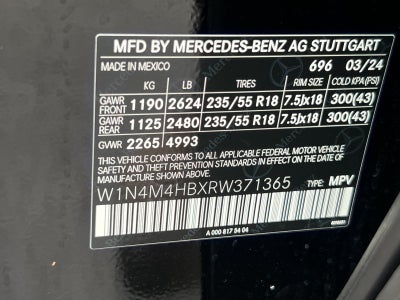 MFD BY MERCEDES-BENZ AG STUTTGART
MADE IN MEXICO 696 03/24
KG LB TIRES RIM SIZE COLD KPA (PSI)
GAWR FRONT 1190 2624 235/55 R18 7.5Jx18 300(43)
GAWR REAR 1125 2480 235/55 R18 7.5Jx18 300(43)
GVWR 2265 4993
THIS VEHICLE CONFORMS TO ALL APPLICABLE FEDERAL MOTOR VEHICLE
SAFETY AND THEFT PREVENTION STANDARDS IN EFFECT ON THE DATE OF
MANUFACTURE SHOWN ABOVE.
W1N4M4HBXRW371365 TYPE: MPV
A 000 817 54 04